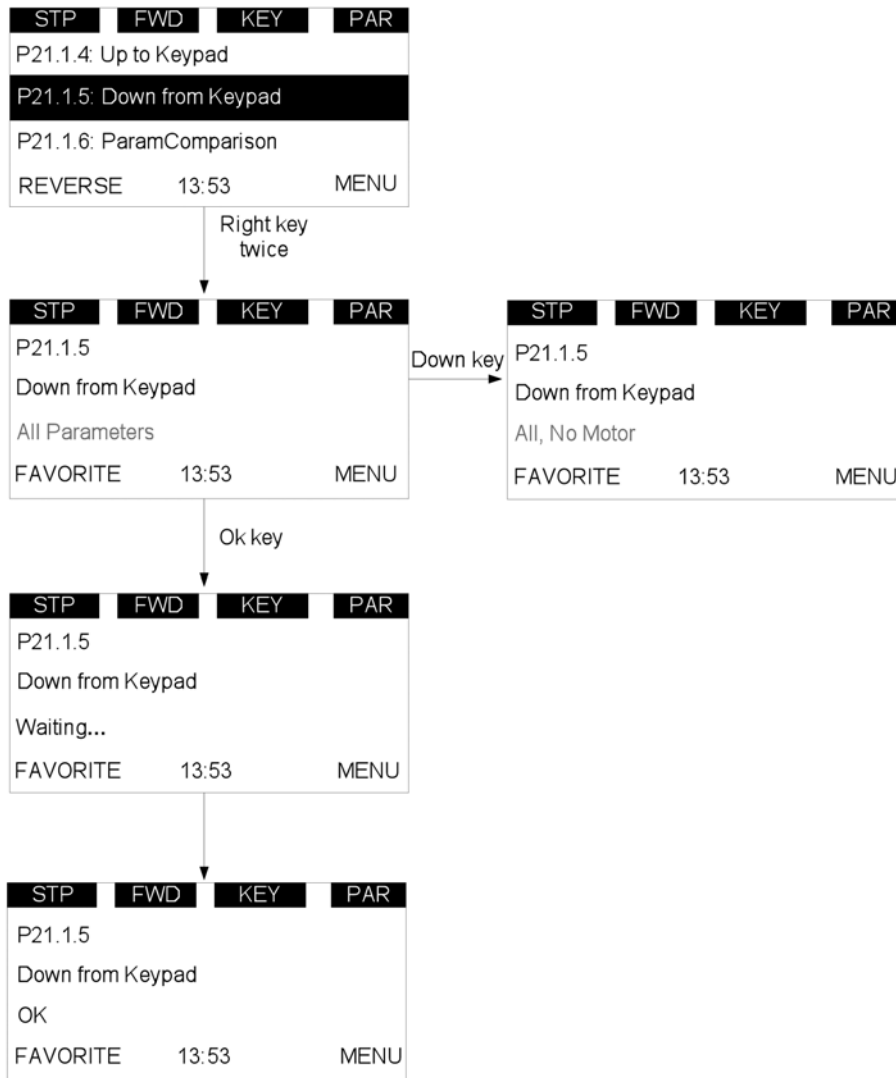 STP FWD KEY PAR
P21.1.4: Up to Keypad
P21.1.5: Down from Keypad
P21.1.6: ParamComparison
REVERSE 13:53 MENU
Right key
twice
STP FWD KEY PAR
P21.1.5
Down from Keypad
All Parameters
FAVORITE 13:53 MENU
Down key
STP FWD KEY PAR
P21.1.5
Down from Keypad
All, No Motor
FAVORITE 13:53 MENU
Ok key
STP FWD KEY PAR
P21.1.5
Down from Keypad
Waiting...
FAVORITE 13:53 MENU
STP FWD KEY PAR
P21.1.5
Down from Keypad
OK
FAVORITE 13:53 MENU